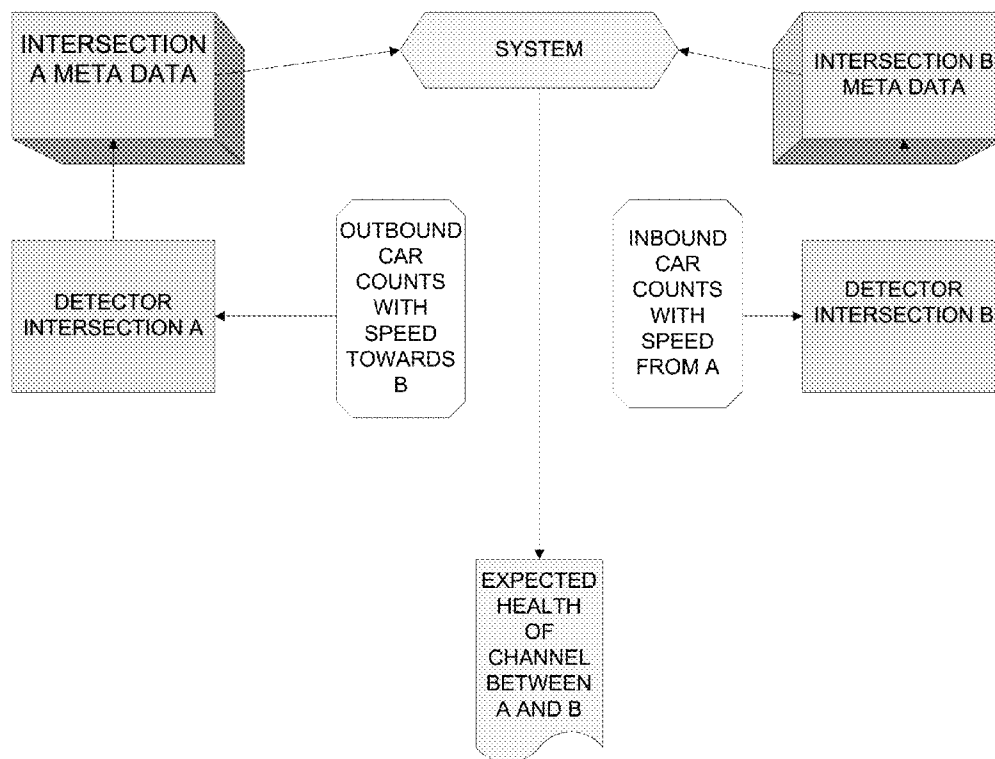 INTERSECTION
A META DATA
SYSTEM
INTERSECTION B
META DATA
DETECTOR
INTERSECTION A
OUTBOUND
CAR
COUNTS
WITH
SPEED
TOWARDS
B
INBOUND
CAR
COUNTS
WITH
SPEED
FROM A
DETECTOR
INTERSECTION B
EXPECTED
HEALTH
OF
CHANNEL
BETWEEN
A AND B